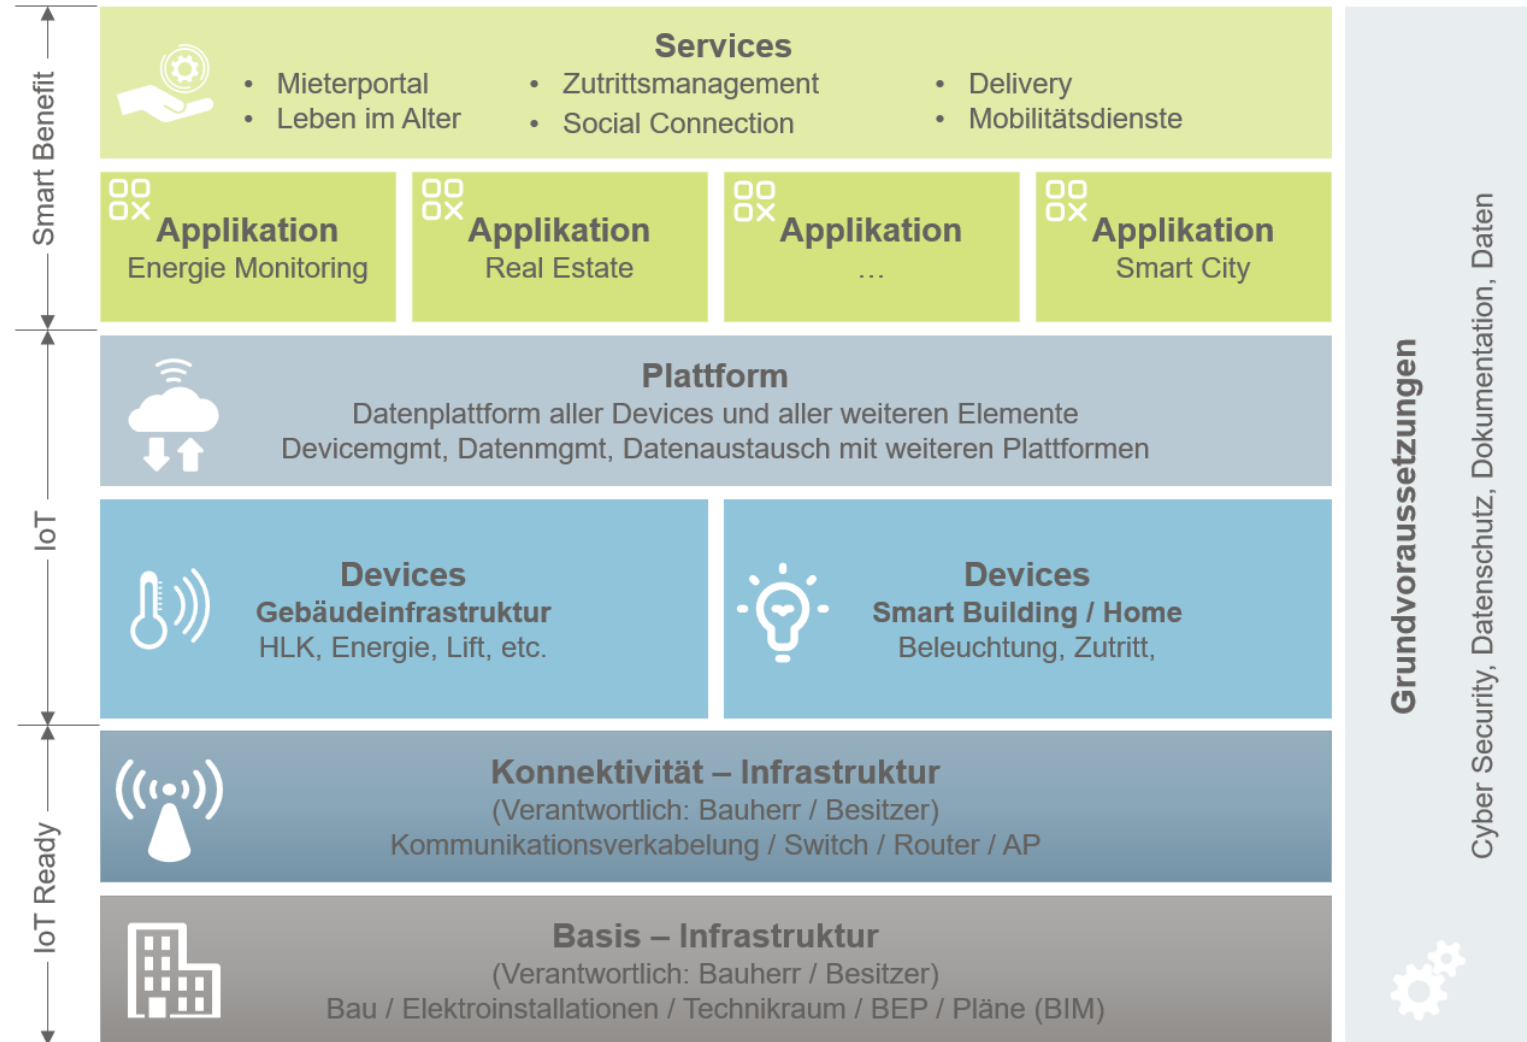 Smart Benefit
Services
• Mieterportal
• Leben im Alter
• Zutrittsmanagement
• Social Connection
• Delivery
• Mobilitätsdienste
Applikation
Energie Monitoring
Applikation
Real Estate
Applikation
...
Applikation
Smart City
IoT
Plattform
Datenplattform aller Devices und aller weiteren Elemente
Devicemgmt, Datenmgmt, Datenaustausch mit weiteren Plattformen
Devices
Gebäudeinfrastruktur
HLK, Energie, Lift, etc.
Devices
Smart Building / Home
Beleuchtung, Zutritt,
IoT Ready
Konnektivität – Infrastruktur
(Verantwortlich: Bauherr / Besitzer)
Kommunikationsverkabelung / Switch / Router / AP
Basis – Infrastruktur
(Verantwortlich: Bauherr / Besitzer)
Bau / Elektroinstallationen / Technikraum / BEP / Pläne (BIM)
Grundvoraussetzungen
Cyber Security, Datenschutz, Dokumentation, Daten